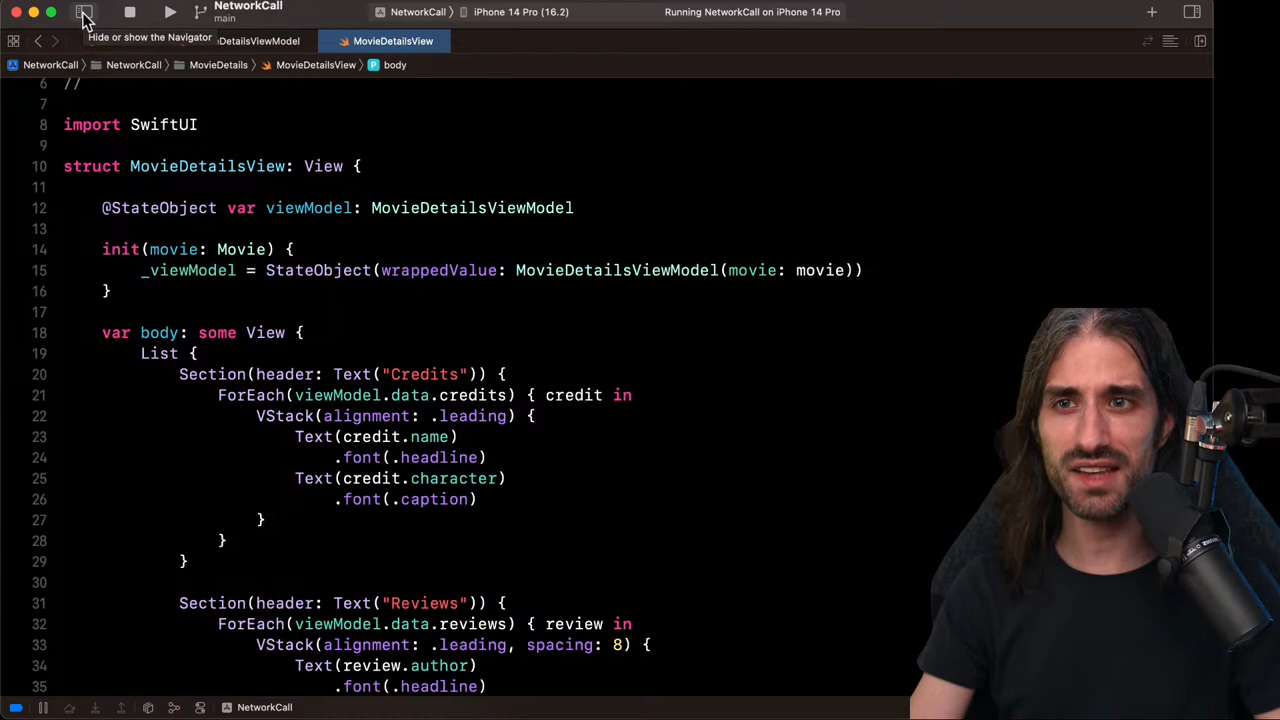 NetworkCall
main
NetworkCall 〉 iPhone 14 Pro (16.2)
Running NetworkCall on iPhone 14 Pro
Hide or show the Navigator
DetailsViewModel
MovieDetailsView
NetworkCall 〉 NetworkCall 〉 MovieDetails 〉 MovieDetailsView 〉 P body
6 //
7
8 import SwiftUI
9
10 struct MovieDetailsView: View {
11
12 @StateObject var viewModel: MovieDetailsViewModel
13
14 init(movie: Movie) {
15 _viewModel = StateObject(wrappedValue: MovieDetailsViewModel(movie: movie))
16 }
17
18 var body: some View {
19 List {
20 Section(header: Text("Credits")) {
21 ForEach(viewModel.data.credits) { credit in
22 VStack(alignment: .leading) {
23 Text(credit.name)
24 .font(.headline)
25 Text(credit.character)
26 .font(.caption)
27 }
28 }
29 }
30
31 Section(header: Text("Reviews")) {
32 ForEach(viewModel.data.reviews) { review in
33 VStack(alignment: .leading, spacing: 8) {
34 Text(review.author)
35 .font(.headline)
NetworkCall